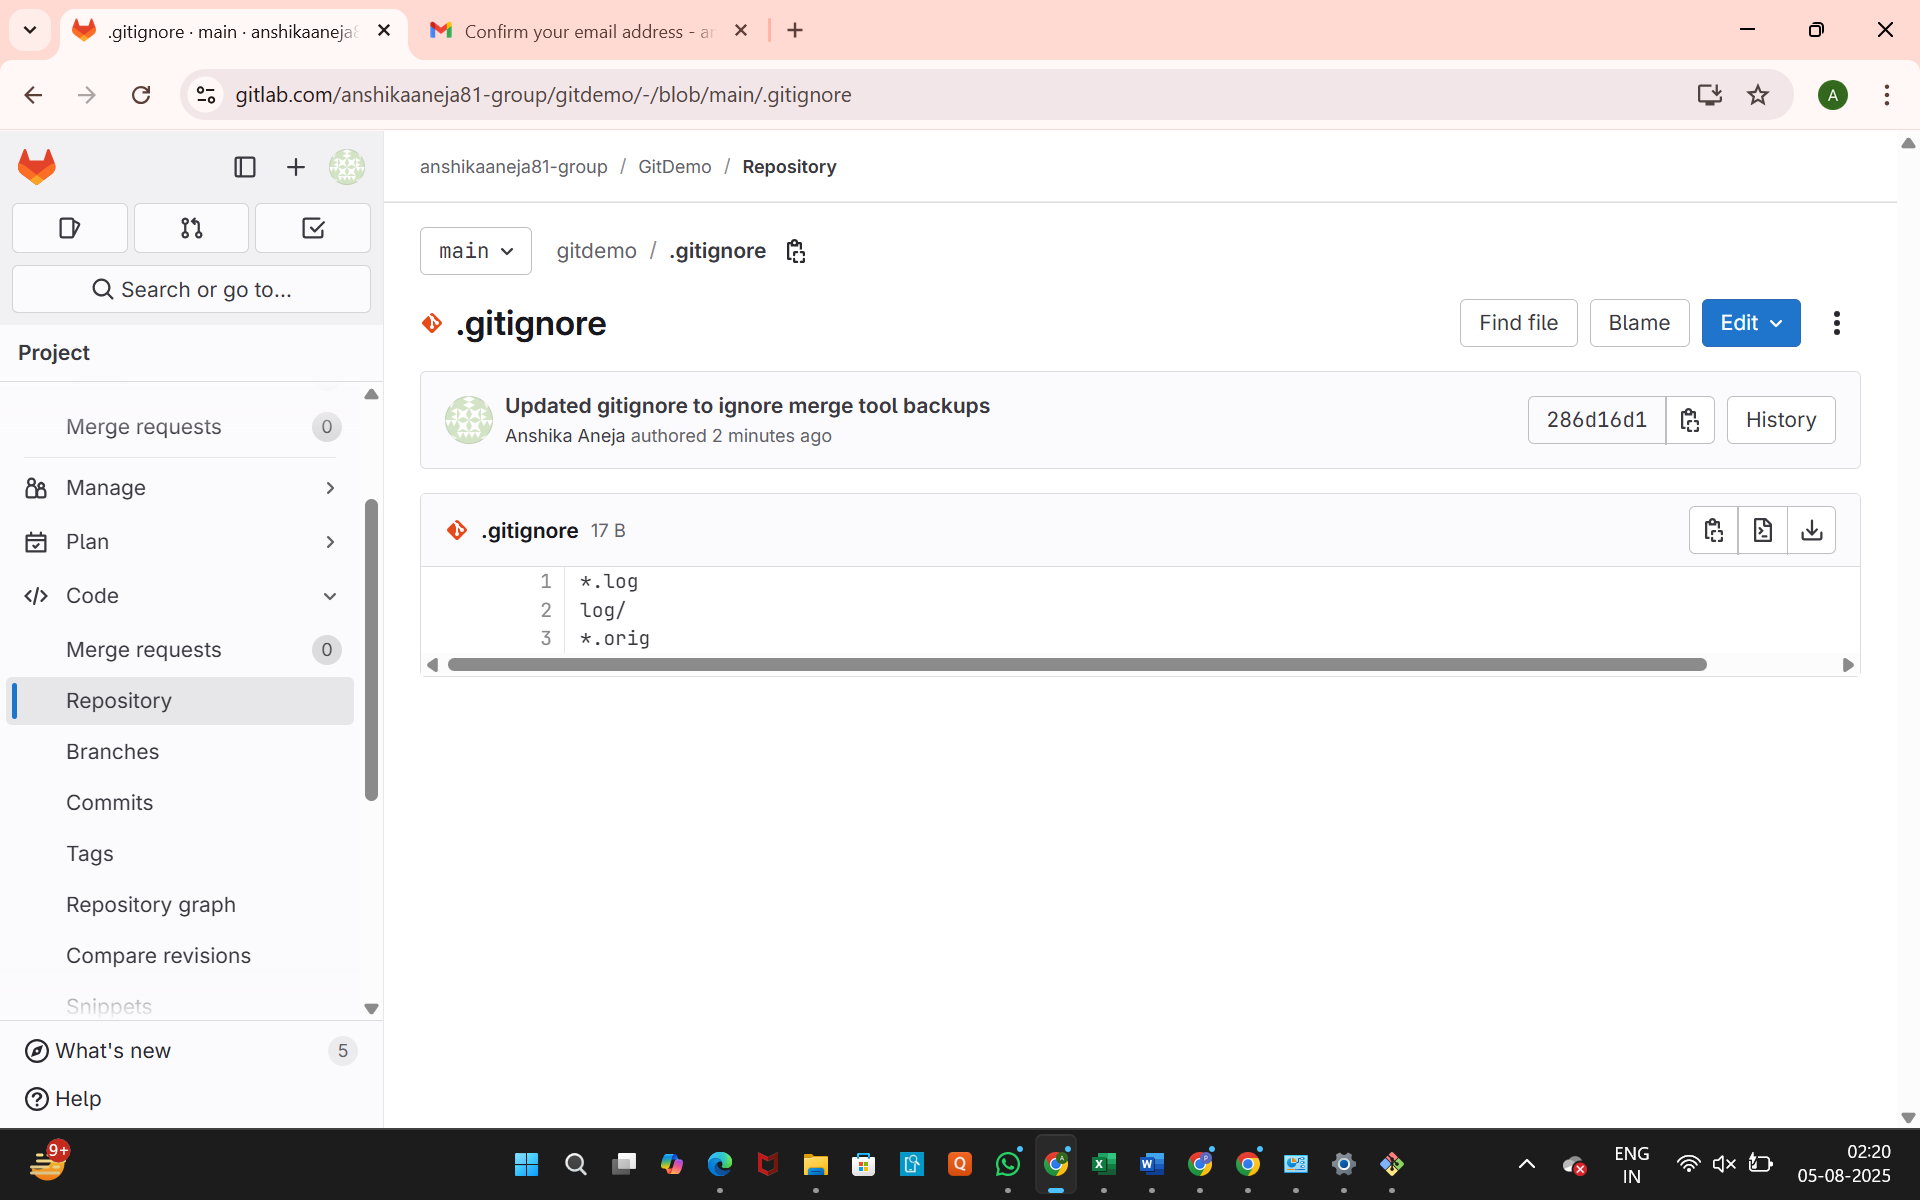 .gitignore · main · anshikaaneja8
Confirm your email address - an
gitlab.com/anshikaaneja81-group/gitdemo/-/blob/main/.gitignore
A
anshikaaneja81-group / GitDemo / Repository
Search or go to...
main
gitdemo / .gitignore
.gitignore
Find file
Blame
Edit
Project
Updated gitignore to ignore merge tool backups
Anshika Aneja authored 2 minutes ago
286d16d1
History
Merge requests 0
Manage
Plan
Code
Merge requests 0
Repository
Branches
Commits
Tags
Repository graph
Compare revisions
Snippets
What's new 5
Help
.gitignore 17 B
1 *.log
2 log/
3 *.orig
9+
ENG
IN
02:20
05-08-2025